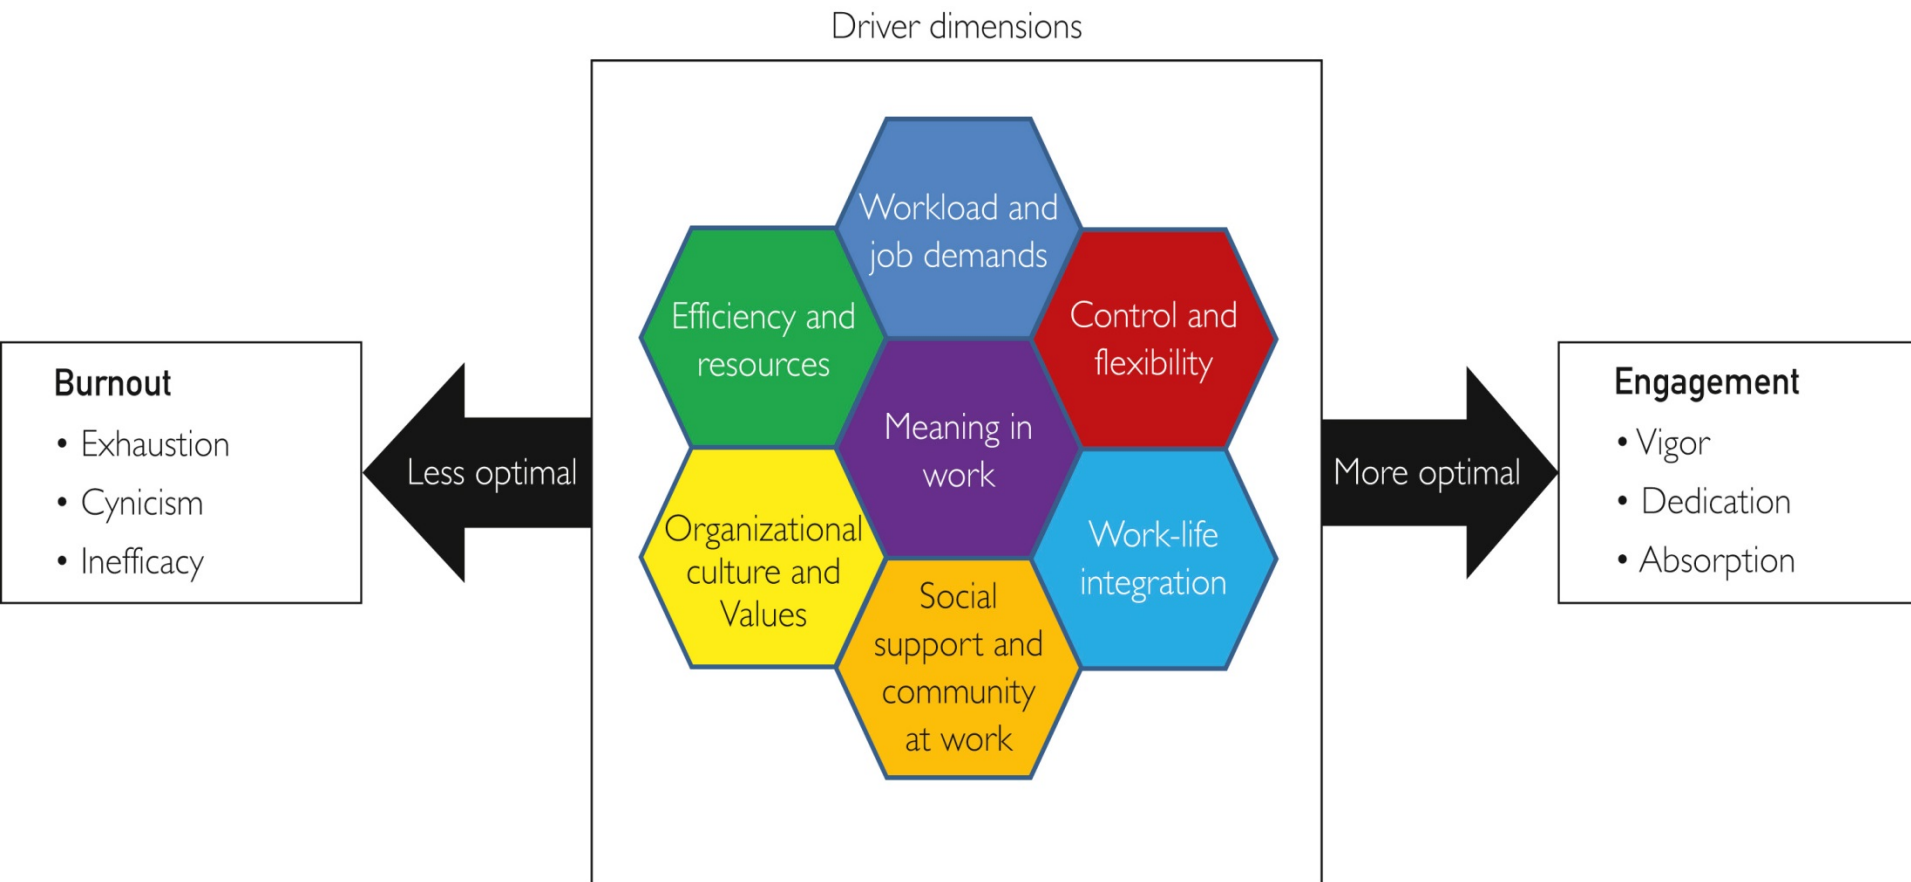 Driver dimensions
Workload and
job demands
Efficiency and
resources
Control and
flexibility
Meaning in
work
Organizational
culture and
Values
Work-life
integration
Social
support and
community
at work
Burnout
• Exhaustion
• Cynicism
• Inefficacy
Less optimal
More optimal
Engagement
• Vigor
• Dedication
• Absorption